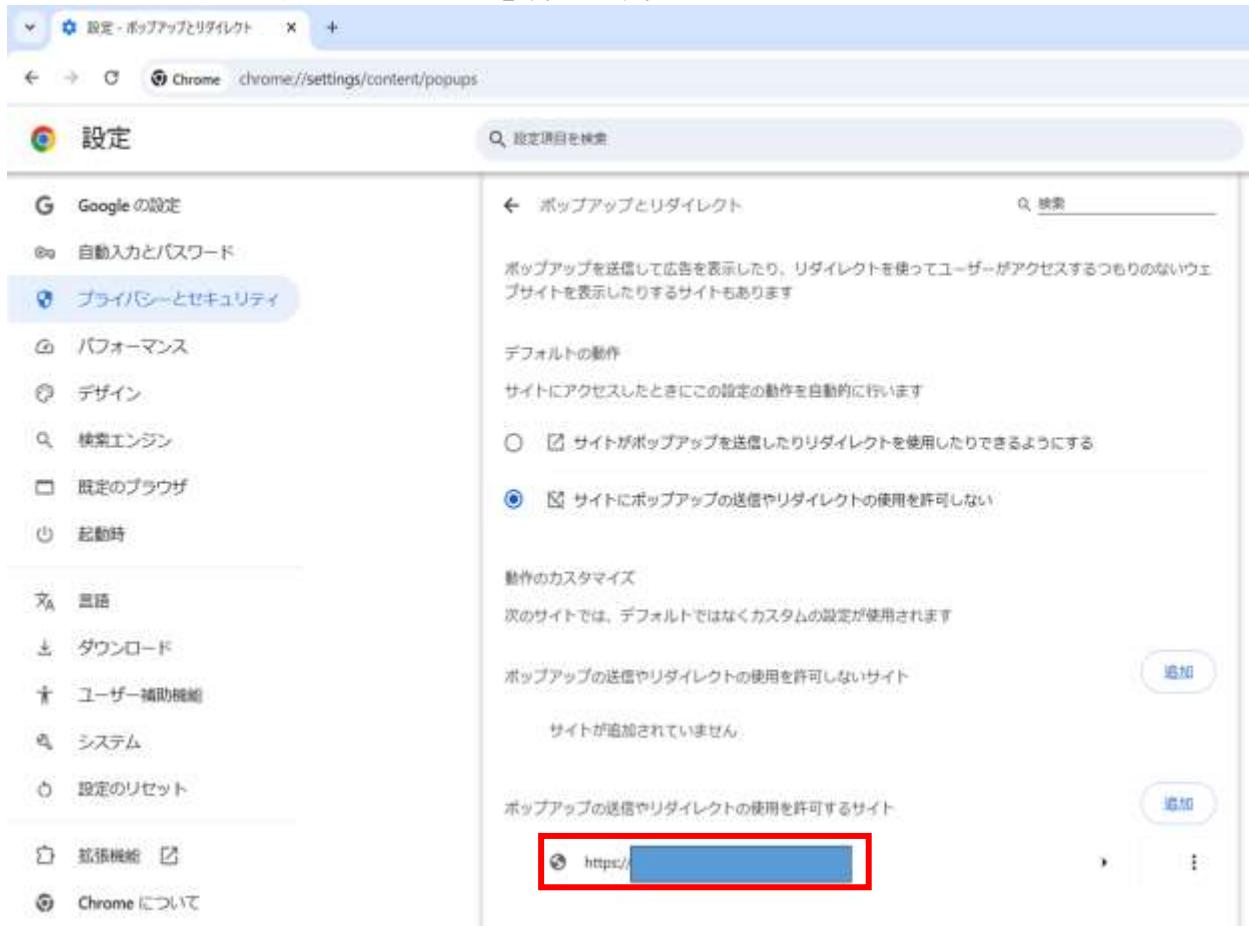 設定 - ポップアップとリダイレクト
Chrome chrome://settings/content/popups
設定
設定項目を検索
Google の設定
自動入力とパスワード
プライバシーとセキュリティ
パフォーマンス
デザイン
検索エンジン
既定のブラウザ
起動時
言語
ダウンロード
ユーザー補助機能
システム
設定のリセット
拡張機能
Chrome について
ポップアップとリダイレクト
検索
ポップアップを送信して広告を表示したり、リダイレクトを使ってユーザーがアクセスするつもりのないウェ
ブサイトを表示したりするサイトもあります
デフォルトの動作
サイトにアクセスしたときにこの設定の動作を自動的に行います
サイトがポップアップを送信したりリダイレクトを使用したりできるようにする
サイトにポップアップの送信やリダイレクトの使用を許可しない
動作のカスタマイズ
次のサイトでは、デフォルトではなくカスタムの設定が使用されます
ポップアップの送信やリダイレクトの使用を許可しないサイト
追加
サイトが追加されていません
ポップアップの送信やリダイレクトの使用を許可するサイト
追加
https://